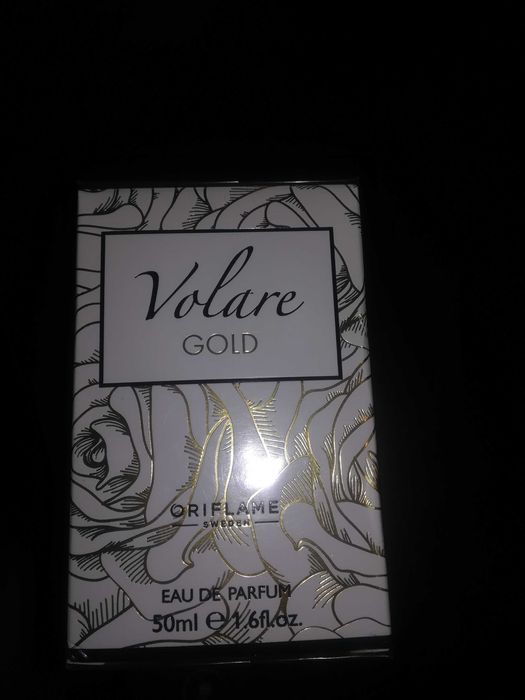 Volare
GOLD
ORIFLAME
SWEDEN
EAU DE PARFUM
50ml ℮ 1.6fl.oz.